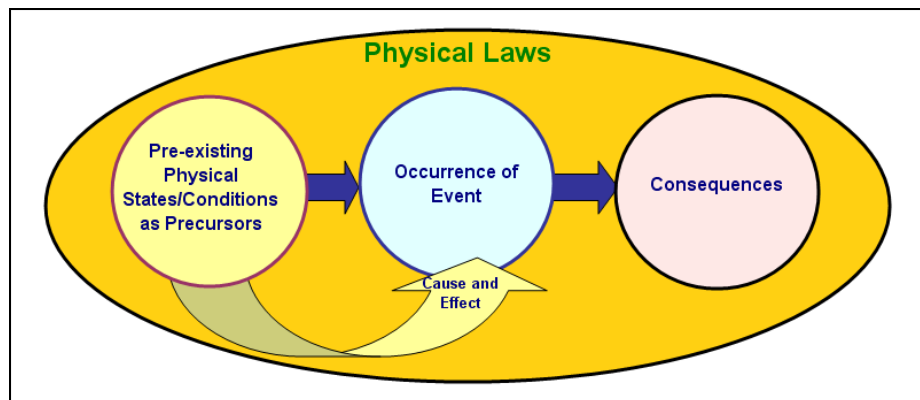 Physical Laws
Pre-existing
Physical
States/Conditions
as Precursors
Occurrence of
Event
Consequences
Cause and
Effect